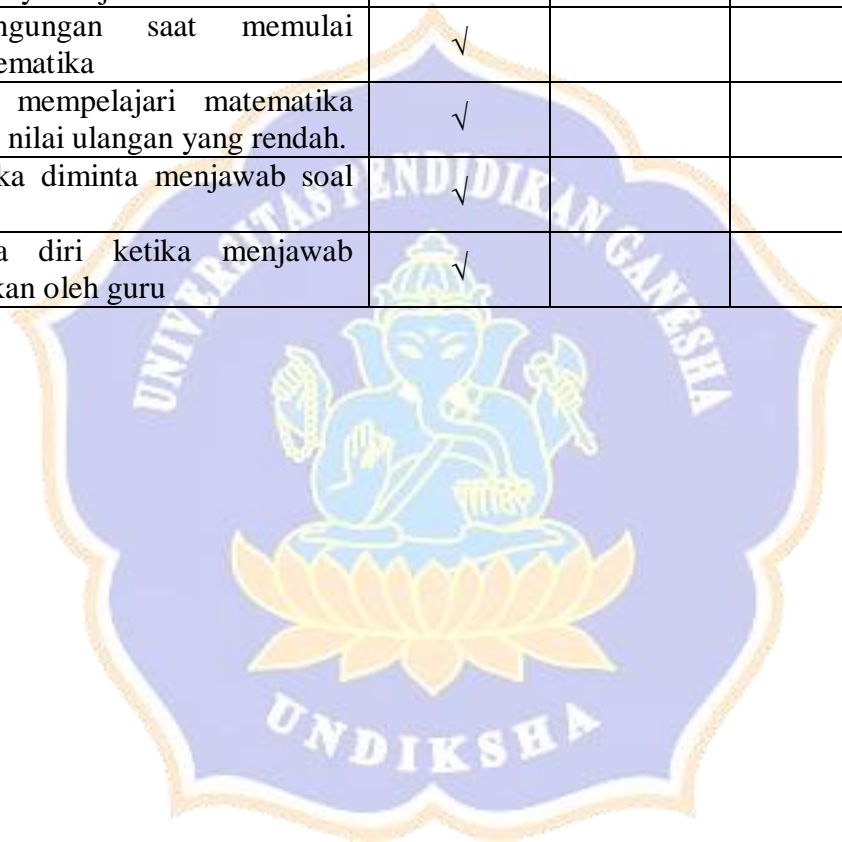 ngungan saat memulai
ematika
√
mempelajari matematika
nilai ulangan yang rendah.
√
ka diminta menjawab soal
√
a diri ketika menjawab
kan oleh guru
√
UNIVERSITAS PENDIDIKAN GANESHA
UNDIKSHA